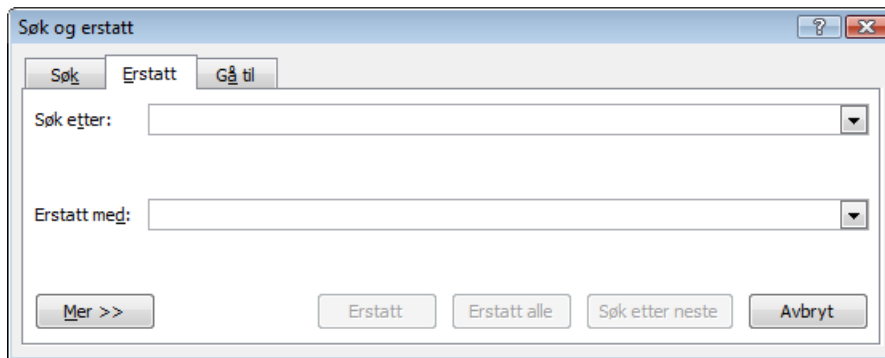 Søk og erstatt
Søk Erstatt Gå til
Søk etter:
Erstatt med:
Mer >> Erstatt Erstatt alle Søk etter neste Avbryt